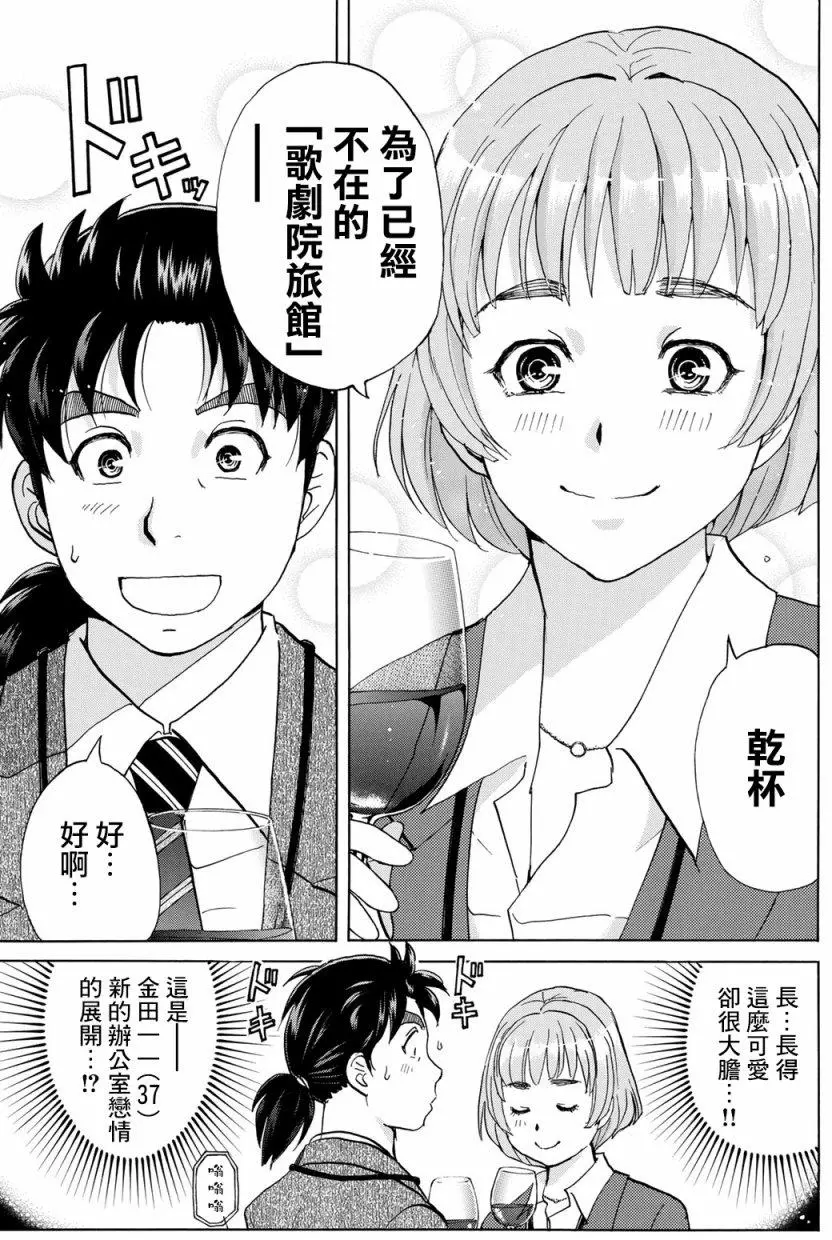 為了已經
不在的
「歌劇院旅館」
——
乾杯
ドキッ
好…
好啊…
長…長得
這麼可愛
卻很大膽…!!
ドキ
ドキ
這是——
金田一一(37)
新的辦公室戀情
的展開…!?
嗡
嗡
嗡